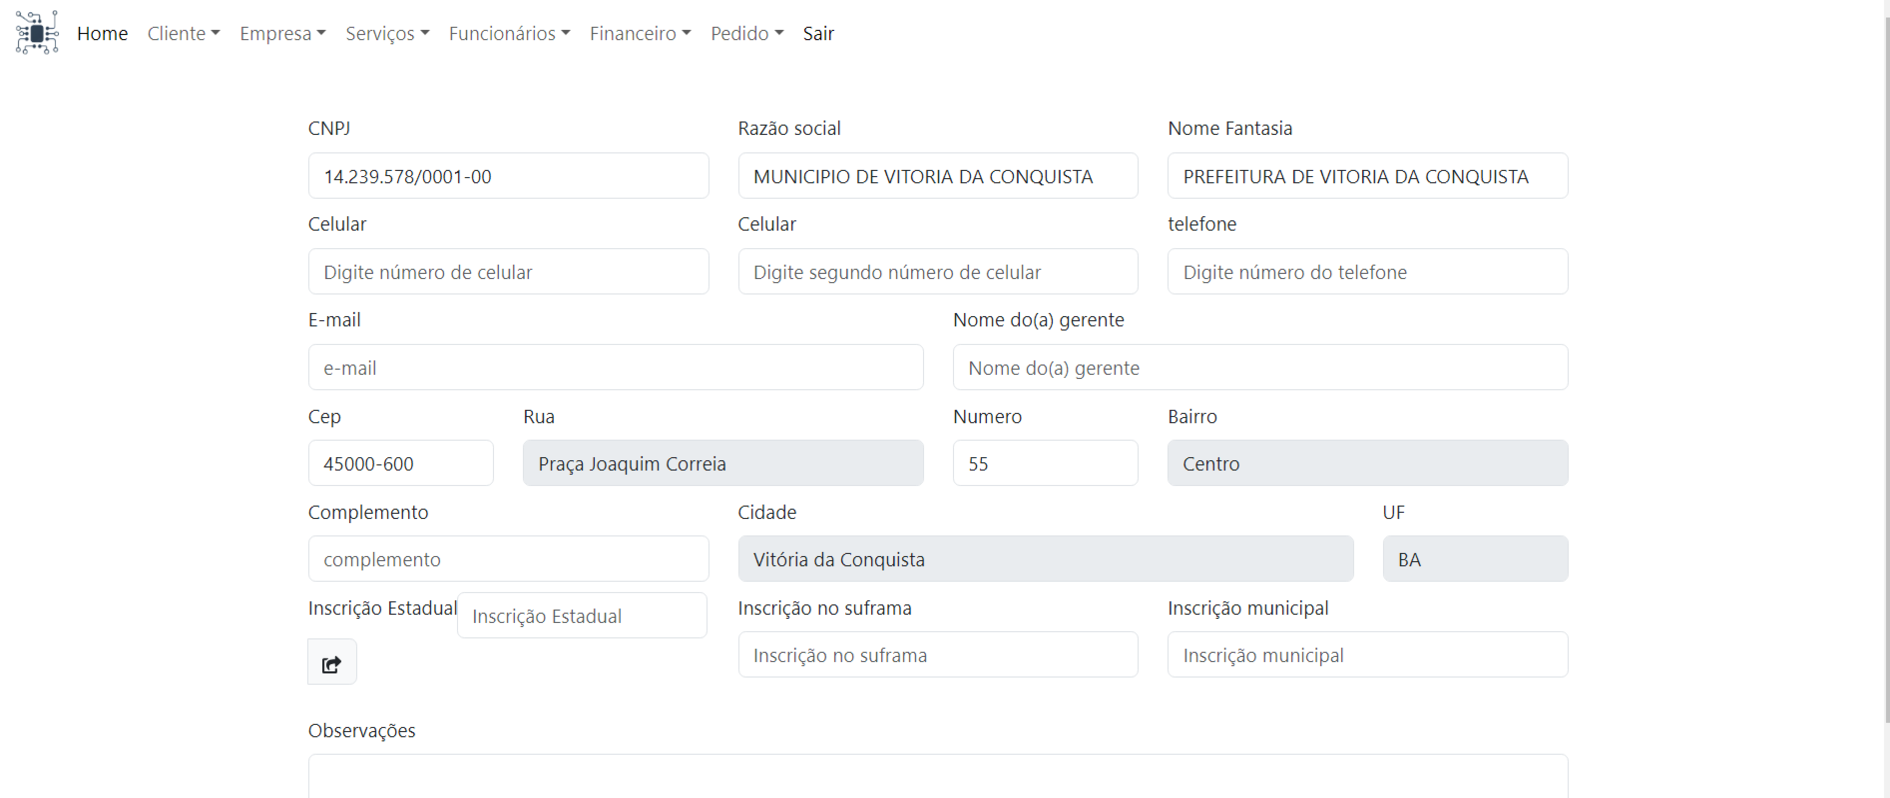 Home Cliente Empresa Serviços Funcionários Financeiro Pedido Sair
CNPJ Razão social Nome Fantasia
14.239.578/0001-00 MUNICIPIO DE VITORIA DA CONQUISTA PREFEITURA DE VITORIA DA CONQUISTA
Celular Celular telefone
Digite número de celular Digite segundo número de celular Digite número do telefone
E-mail Nome do(a) gerente
e-mail Nome do(a) gerente
Cep Rua Numero Bairro
45000-600 Praça Joaquim Correia 55 Centro
Complemento Cidade UF
complemento Vitória da Conquista BA
Inscrição Estadual Inscrição Estadual Inscrição no suframa Inscrição municipal
Inscrição no suframa Inscrição municipal
Observações